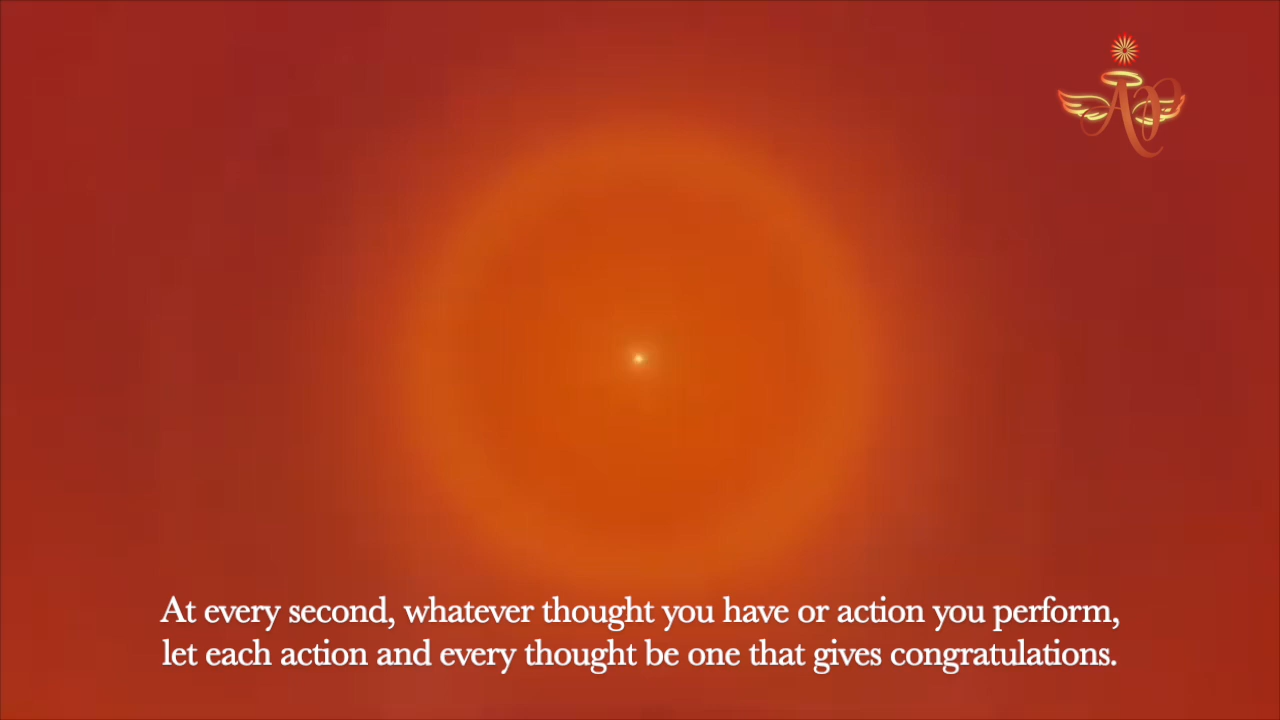 At every second, whatever thought you have or action you perform,
let each action and every thought be one that gives congratulations.